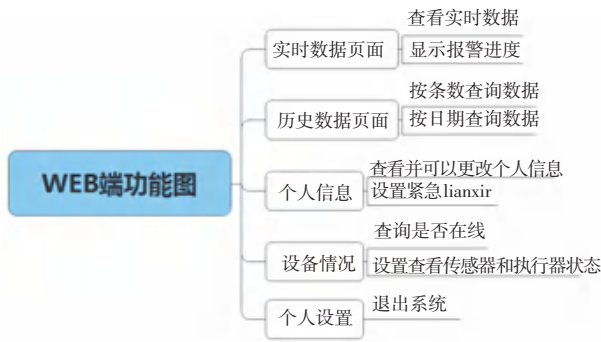 WEB端功能图
实时数据页面
查看实时数据
显示报警进度
历史数据页面
按条数查询数据
按日期查询数据
个人信息
查看并可以更改个人信息
设置紧急lianxir
设备情况
查询是否在线
设置查看传感器和执行器状态
个人设置
退出系统